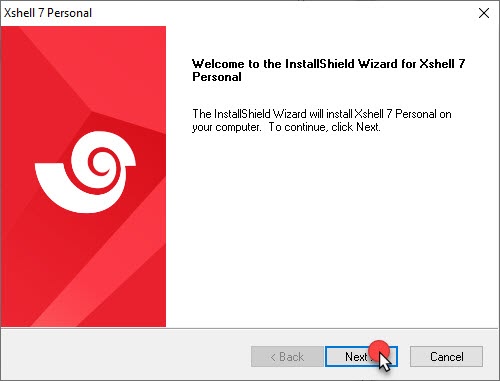 Xshell 7 Personal
Welcome to the InstallShield Wizard for Xshell 7
Personal
The InstallShield Wizard will install Xshell 7 Personal on
your computer. To continue, click Next.
< Back
Next
Cancel